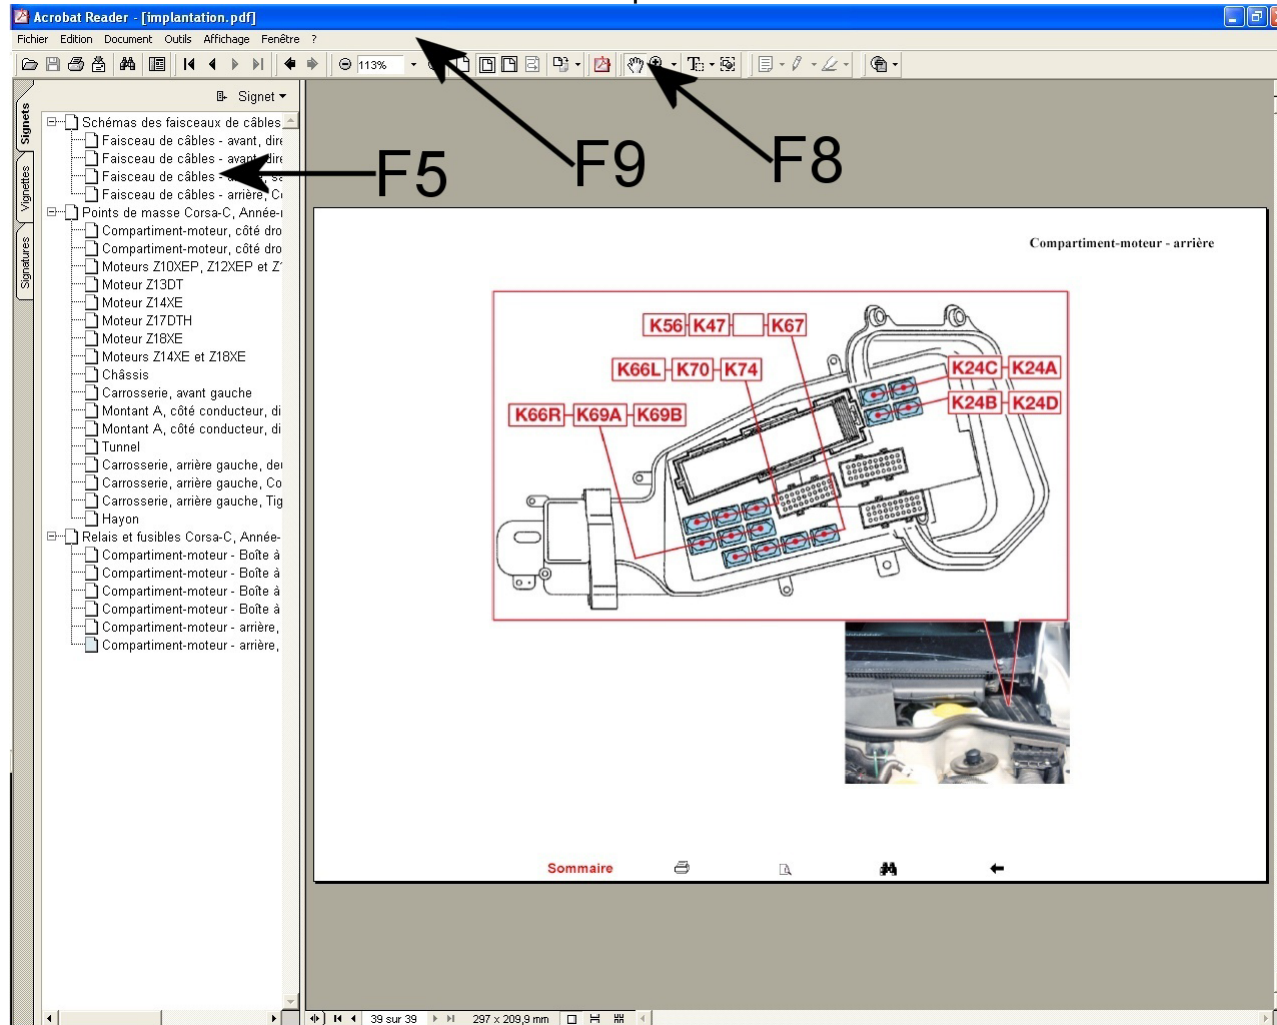 Acrobat Reader - [implantation.pdf]
Fichier Edition Document Outils Affichage Fenêtre ?
113%
Signet
Signets
Vignettes
Signatures
Schémas des faisceaux de câbles
Faisceau de câbles - avant, dire
Faisceau de câbles - avant, dire
Faisceau de câbles - sa
Faisceau de câbles - arrière, Co
Points de masse Corsa-C, Année-
Compartiment-moteur, côté dro
Compartiment-moteur, côté dro
Moteurs Z10XEP, Z12XEP et Z
Moteur Z13DT
Moteur Z14XE
Moteur Z17DTH
Moteur Z18XE
Moteurs Z14XE et Z18XE
Châssis
Carrosserie, avant gauche
Montant A, côté conducteur, di
Montant A, côté conducteur, di
Tunnel
Carrosserie, arrière gauche, deu
Carrosserie, arrière gauche, Co
Carrosserie, arrière gauche, Tig
Hayon
Relais et fusibles Corsa-C, Année-
Compartiment-moteur - Boîte à
Compartiment-moteur - Boîte à
Compartiment-moteur - Boîte à
Compartiment-moteur - Boîte à
Compartiment-moteur - arrière,
Compartiment-moteur - arrière,
F5 F9 F8
Compartiment-moteur - arrière
K56 K47 K67
K66L K70 K74
K24C K24A
K66R K69A K69B
K24B K24D
Sommaire
39 sur 39 297 x 209,9 mm